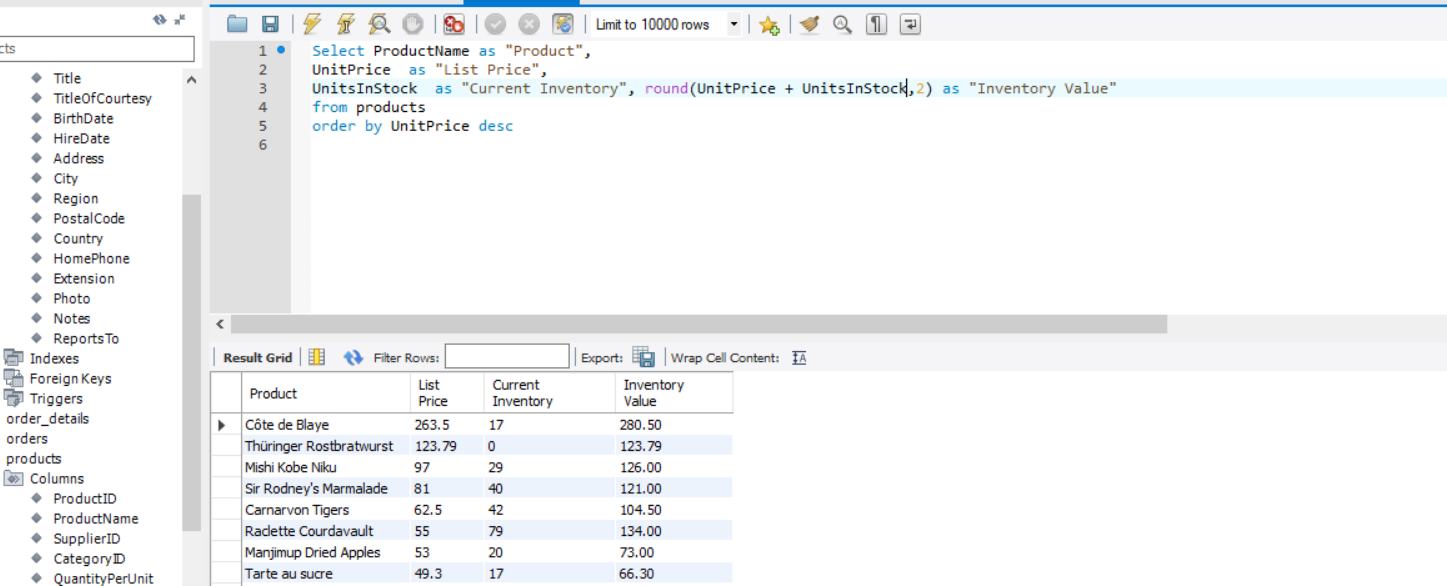 Limit to 10000 rows
cts
Title
TitleOfCourtesy
BirthDate
HireDate
Address
City
Region
PostalCode
Country
HomePhone
Extension
Photo
Notes
ReportsTo
Indexes
Foreign Keys
Triggers
order_details
orders
products
Columns
ProductID
ProductName
SupplierID
CategoryID
QuantityPerUnit
1 Select ProductName as "Product",
2 UnitPrice  as "List Price",
3 UnitsInStock  as "Current Inventory", round(UnitPrice + UnitsInStock,2) as "Inventory Value"
4 from products
5 order by UnitPrice desc
6
Result Grid Filter Rows: Export: Wrap Cell Content: IA
Product List Price Current Inventory Inventory Value
Côte de Blaye 263.5 17 280.50
Thüringer Rostbratwurst 123.79 0 123.79
Mishi Kobe Niku 97 29 126.00
Sir Rodney's Marmalade 81 40 121.00
Carnarvon Tigers 62.5 42 104.50
Raclette Courdavault 55 79 134.00
Manjimup Dried Apples 53 20 73.00
Tarte au sucre 49.3 17 66.30